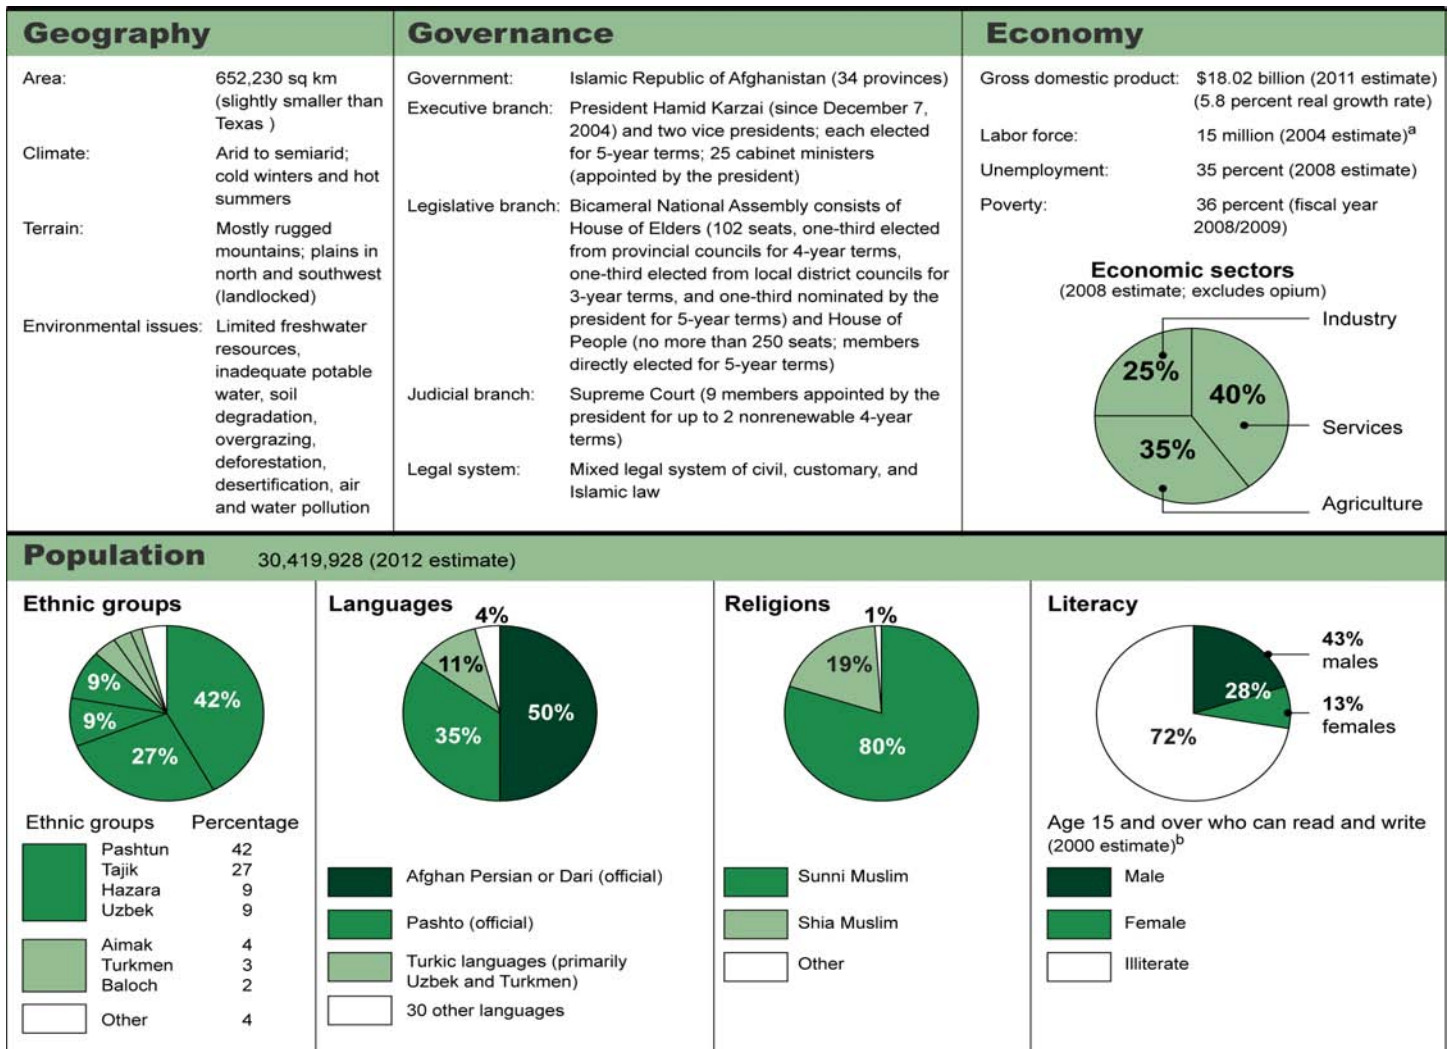 Geography
Area:
652,230 sq km
(slightly smaller than
Texas )
Climate:
Arid to semiarid;
cold winters and hot
summers
Terrain:
Mostly rugged
mountains; plains in
north and southwest
(landlocked)
Environmental issues:
Limited freshwater
resources,
inadequate potable
water, soil
degradation,
overgrazing,
deforestation,
desertification, air
and water pollution
Governance
Government:
Islamic Republic of Afghanistan (34 provinces)
Executive branch:
President Hamid Karzai (since December 7,
2004) and two vice presidents; each elected
for 5-year terms; 25 cabinet ministers
(appointed by the president)
Legislative branch:
Bicameral National Assembly consists of
House of Elders (102 seats, one-third elected
from provincial councils for 4-year terms,
one-third elected from local district councils for
3-year terms, and one-third nominated by the
president for 5-year terms) and House of
People (no more than 250 seats; members
directly elected for 5-year terms)
Judicial branch:
Supreme Court (9 members appointed by the
president for up to 2 nonrenewable 4-year
terms)
Legal system:
Mixed legal system of civil, customary, and
Islamic law
Economy
Gross domestic product:
$18.02 billion (2011 estimate)
(5.8 percent real growth rate)
Labor force:
15 million (2004 estimate)a
Unemployment:
35 percent (2008 estimate)
Poverty:
36 percent (fiscal year
2008/2009)
Economic sectors
(2008 estimate; excludes opium)
Industry
25%
40%
Services
35%
Agriculture
Population 30,419,928 (2012 estimate)
Ethnic groups
42%
9%
9%
27%
Ethnic groups Percentage
Pashtun 42
Tajik 27
Hazara 9
Uzbek 9
Aimak 4
Turkmen 3
Baloch 2
Other 4
Languages
4%
11%
50%
35%
Afghan Persian or Dari (official)
Pashto (official)
Turkic languages (primarily
Uzbek and Turkmen)
30 other languages
Religions
1%
19%
80%
Sunni Muslim
Shia Muslim
Other
Literacy
43%
males
28%
13%
females
72%
Age 15 and over who can read and write
(2000 estimate)b
Male
Female
Illiterate